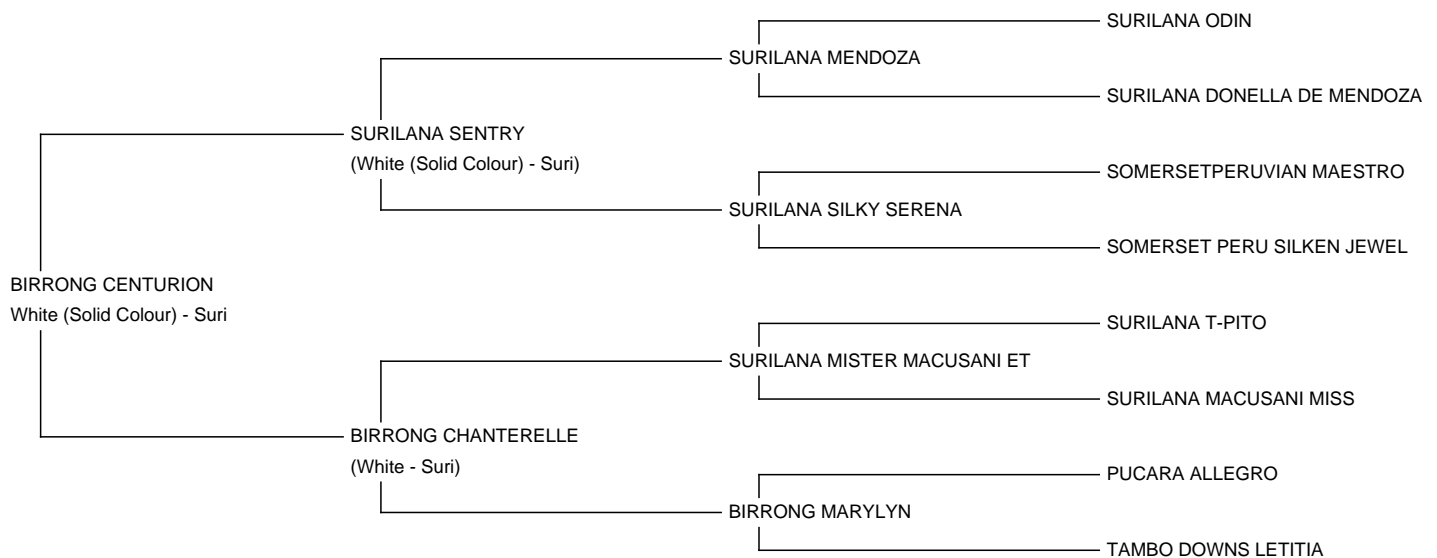 SURILANA ODIN
SURILANA MENDOZA
SURILANA DONELLA DE MENDOZA
SURILANA SENTRY
(White (Solid Colour) - Suri)
SOMERSETPERUVIAN MAESTRO
SURILANA SILKY SERENA
SOMERSET PERU SILKEN JEWEL
BIRRONG CENTURION
White (Solid Colour) - Suri
SURILANA T-PITO
SURILANA MISTER MACUSANI ET
SURILANA MACUSANI MISS
BIRRONG CHANTERELLE
(White - Suri)
PUCARA ALLEGRO
BIRRONG MARYLYN
TAMBO DOWNS LETITIA